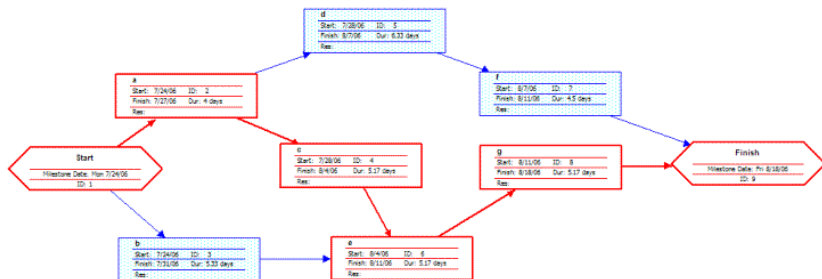 d
Start: 7/28/06 ID: 5
Finish: 8/7/06 Dur: 6.33 days
Res:
a
Start: 7/24/06 ID: 2
Finish: 7/27/06 Dur: 4 days
Res:
f
Start: 8/7/06 ID: 7
Finish: 8/11/06 Dur: 4.5 days
Res:
Start
Milestone Date: Mon 7/24/06
ID: 1
c
Start: 7/28/06 ID: 4
Finish: 8/4/06 Dur: 5.17 days
Res:
g
Start: 8/11/06 ID: 8
Finish: 8/18/06 Dur: 5.17 days
Res:
Finish
Milestone Date: Fri 8/18/06
ID: 9
b
Start: 7/24/06 ID: 3
Finish: 7/31/06 Dur: 5.33 days
Res:
e
Start: 8/4/06 ID: 6
Finish: 8/11/06 Dur: 5.17 days
Res: